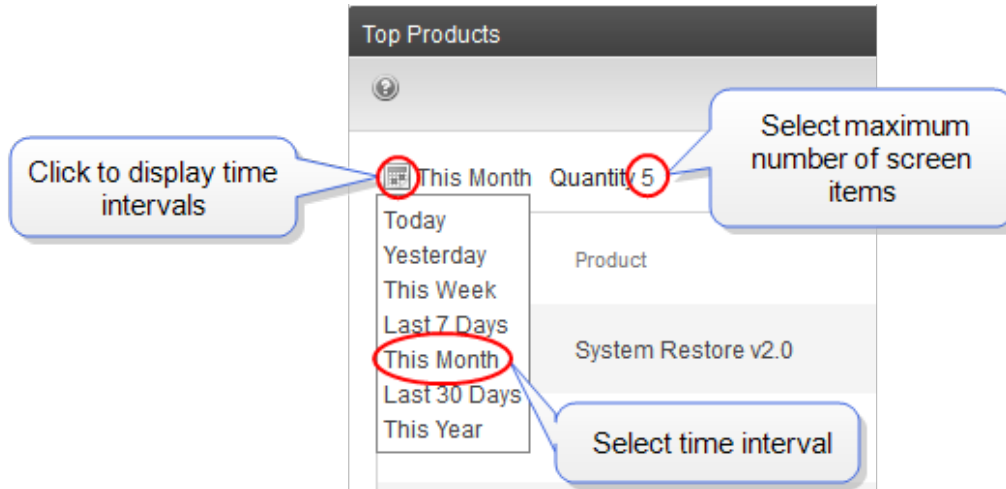 Top Products
?
Click to display time
intervals
This Month Quantity 5
Select maximum
number of screen
items
Today
Yesterday
This Week
Last 7 Days
This Month
Last 30 Days
This Year
Product
System Restore v2.0
Select time interval